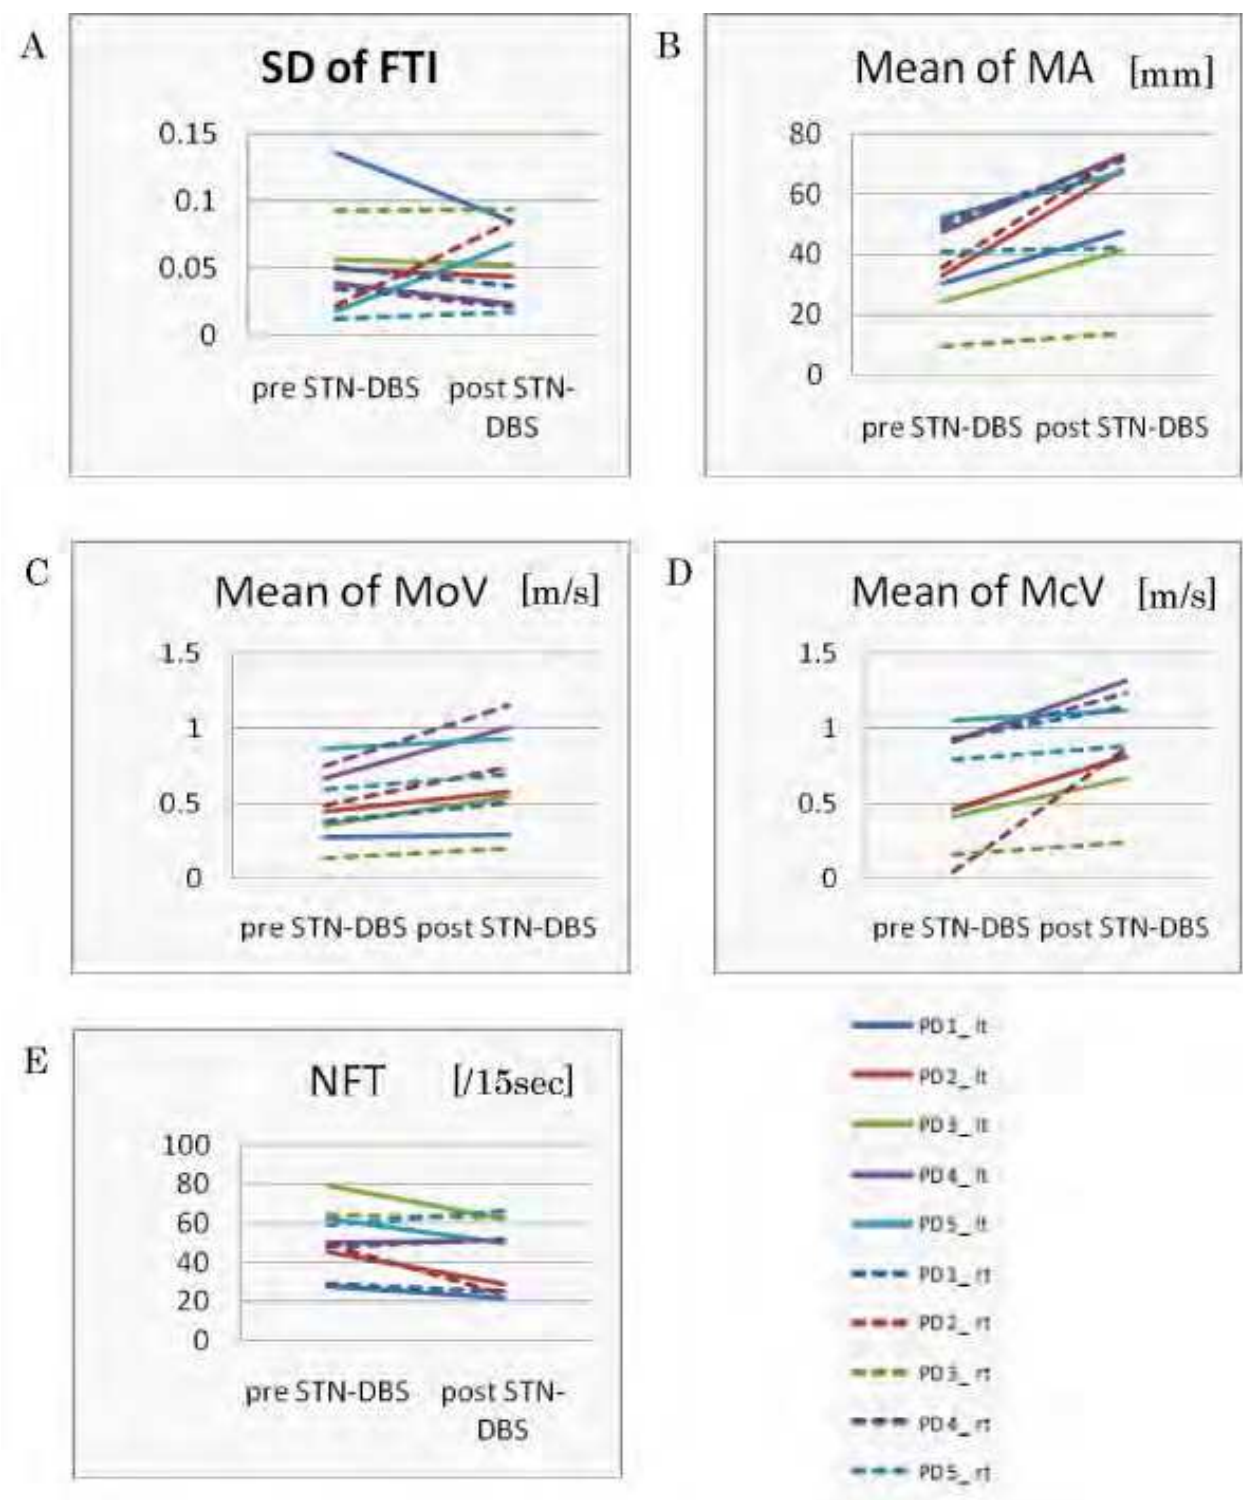 A
SD of FTI
0.15
0.1
0.05
0
pre STN-DBS post STN-
DBS
B
Mean of MA [mm]
80
60
40
20
0
pre STN-DBS post STN-DBS
C
Mean of MoV [m/s]
1.5
1
0.5
0
pre STN-DBS post STN-DBS
D
Mean of McV [m/s]
1.5
1
0.5
0
pre STN-DBS post STN-DBS
E
NFT [/15sec]
100
80
60
40
20
0
pre STN-DBS post STN-
DBS
PD1_lt
PD2_lt
PD3_lt
PD4_lt
PD5_lt
PD1_rt
PD2_rt
PD3_rt
PD4_rt
PD5_rt